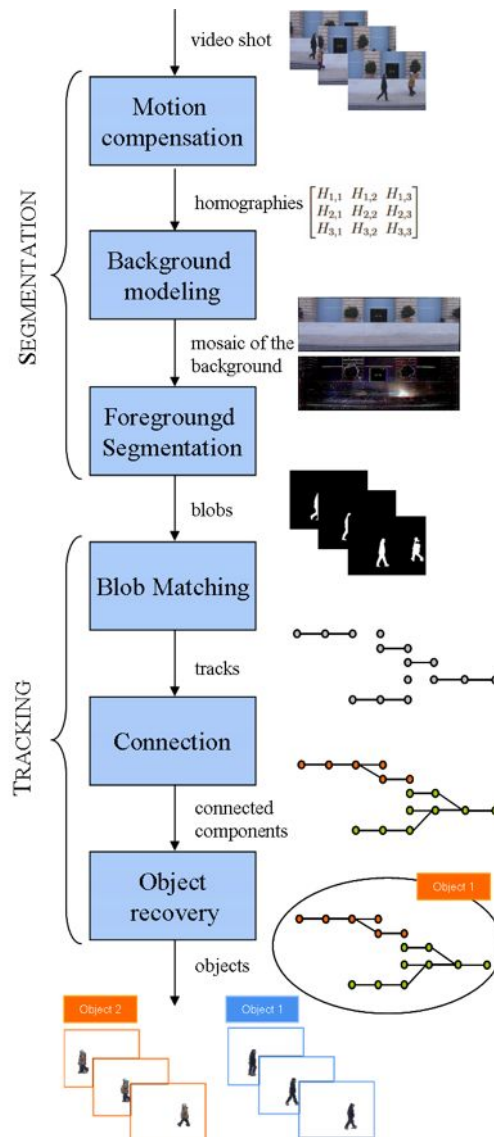 video shot
Motion
compensation
homographies
H1,1 H1,2 H1,3
H2,1 H2,2 H2,3
H3,1 H3,2 H3,3
Background
modeling
mosaic of the
background
Foregroungd
Segmentation
SEGMENTATION
blobs
Blob Matching
tracks
Connection
connected
components
Object
recovery
TRACKING
Object 1
objects
Object 2
Object 1